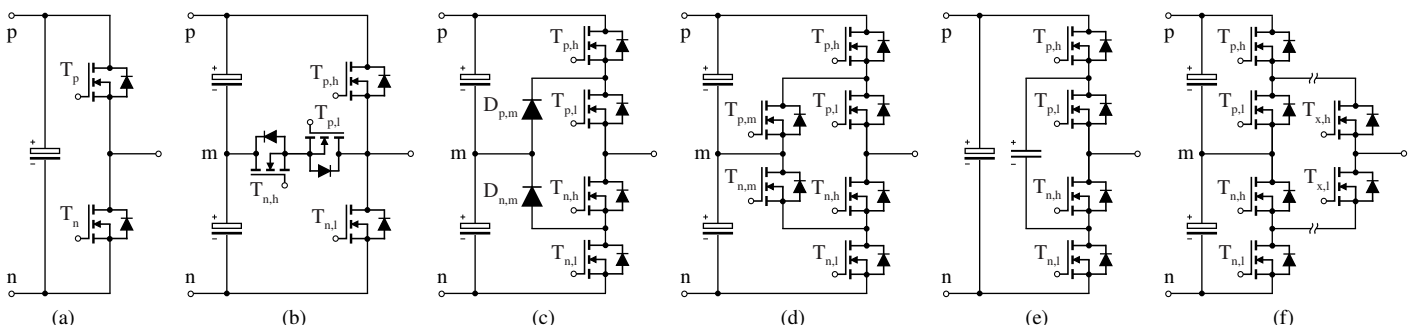 p
T_p
T_n
n
(a)
p
T_p,h
T_p,l
m
T_n,h
T_n,l
n
(b)
p
T_p,h
D_p,m
T_p,l
m
D_n,m
T_n,h
T_n,l
n
(c)
p
T_p,h
T_p,m
T_p,l
m
T_n,m
T_n,h
T_n,l
n
(d)
p
T_p,h
T_p,l
T_n,h
T_n,l
n
(e)
p
T_p,h
T_p,l
T_x,h
m
T_n,h
T_x,l
T_n,l
n
(f)